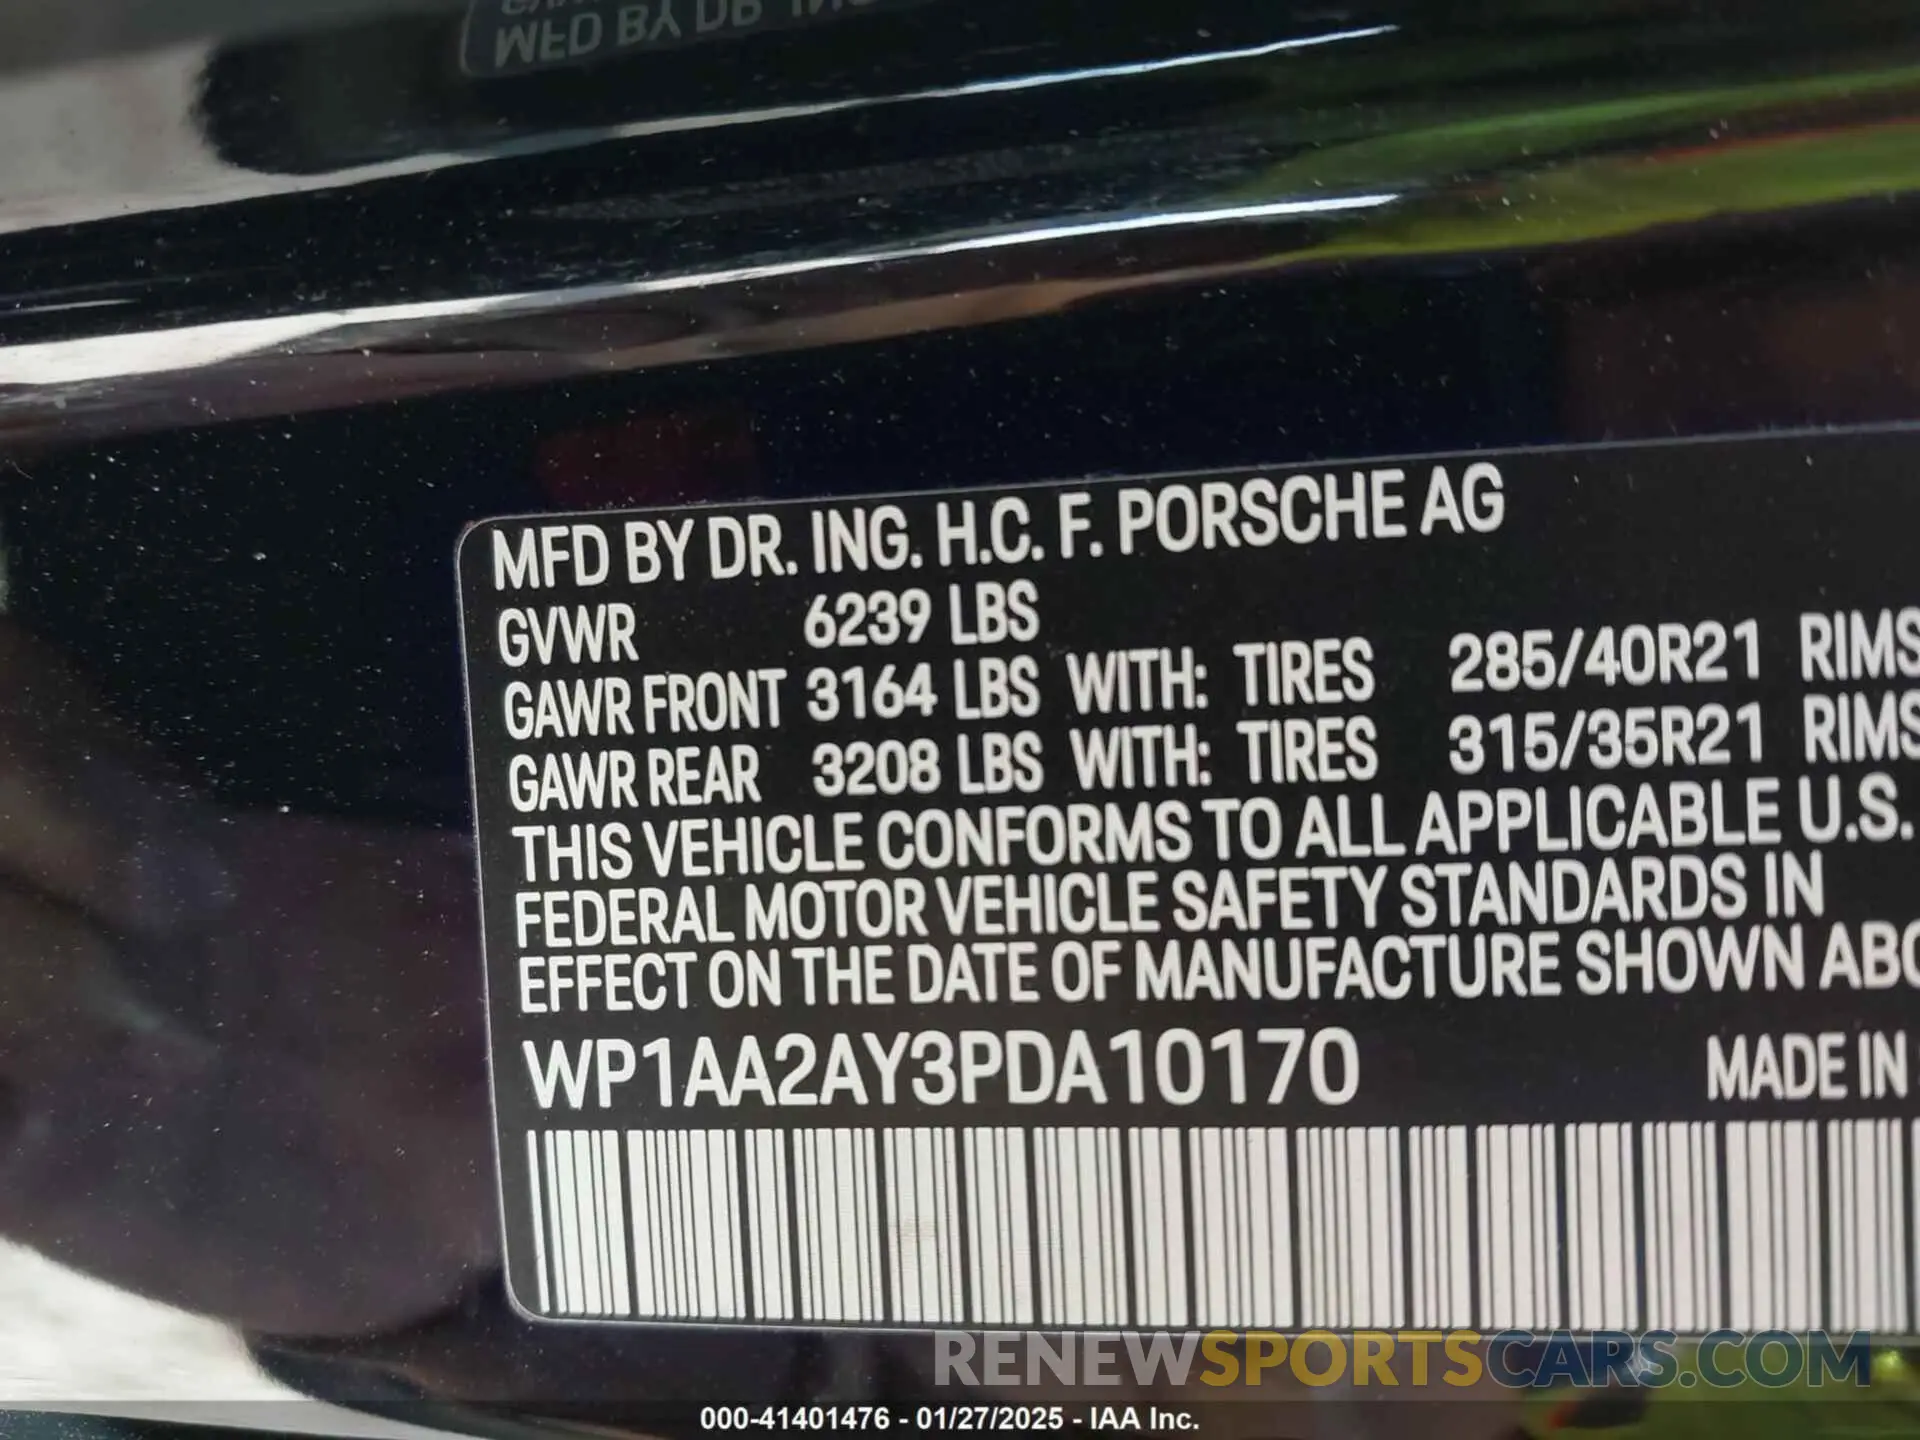 MFD BY DR. ING. H.C. F. PORSCHE AG
GVWR 6239 LBS
GAWR FRONT 3164 LBS WITH: TIRES 285/40R21 RIMS
GAWR REAR 3208 LBS WITH: TIRES 315/35R21 RIMS
THIS VEHICLE CONFORMS TO ALL APPLICABLE U.S.
FEDERAL MOTOR VEHICLE SAFETY STANDARDS IN
EFFECT ON THE DATE OF MANUFACTURE SHOWN
WP1AA2AY3PDA10170 MADE IN
RENEWSPORTSCARS.COM
000-41401476 - 01/27/2025 - IAA Inc.